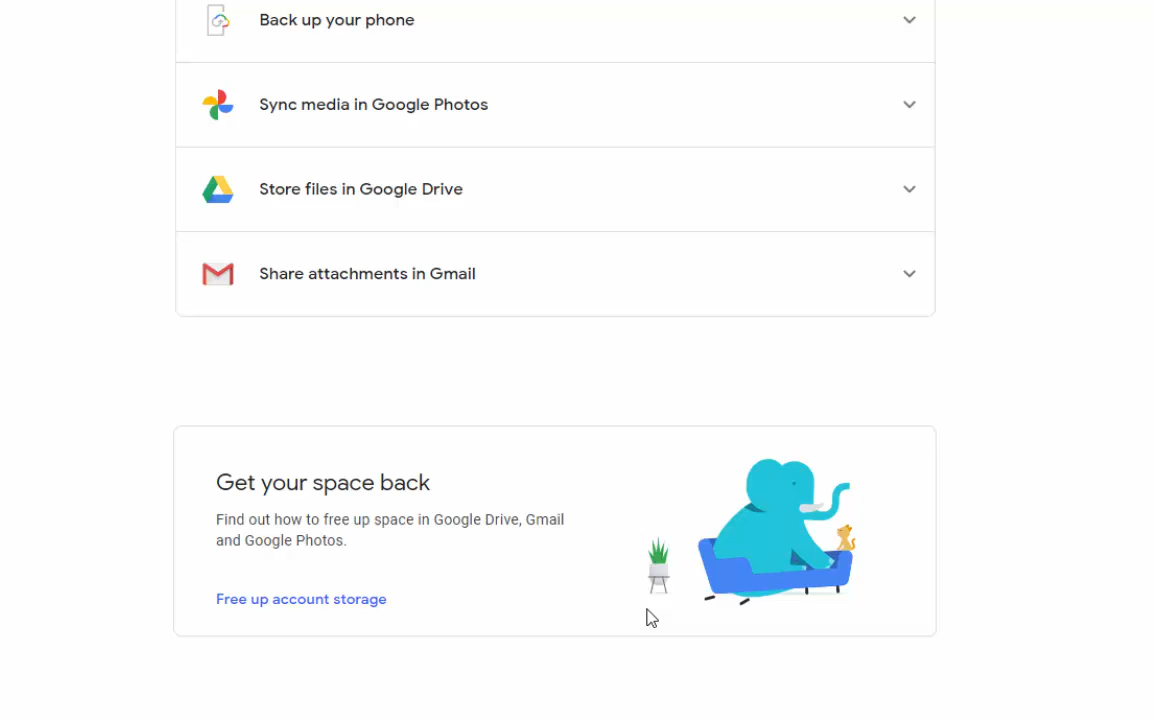 Back up your phone
Sync media in Google Photos
Store files in Google Drive
Share attachments in Gmail
Get your space back
Find out how to free up space in Google Drive, Gmail
and Google Photos.
Free up account storage